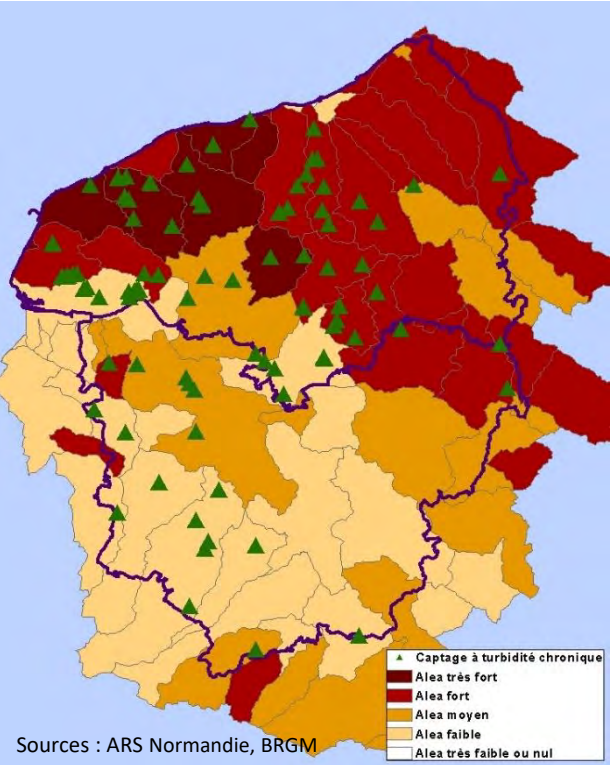 Captage à turbidité chronique
Alea très fort
Alea fort
Alea moyen
Alea faible
Alea très faible ou nul
Sources : ARS Normandie, BRGM